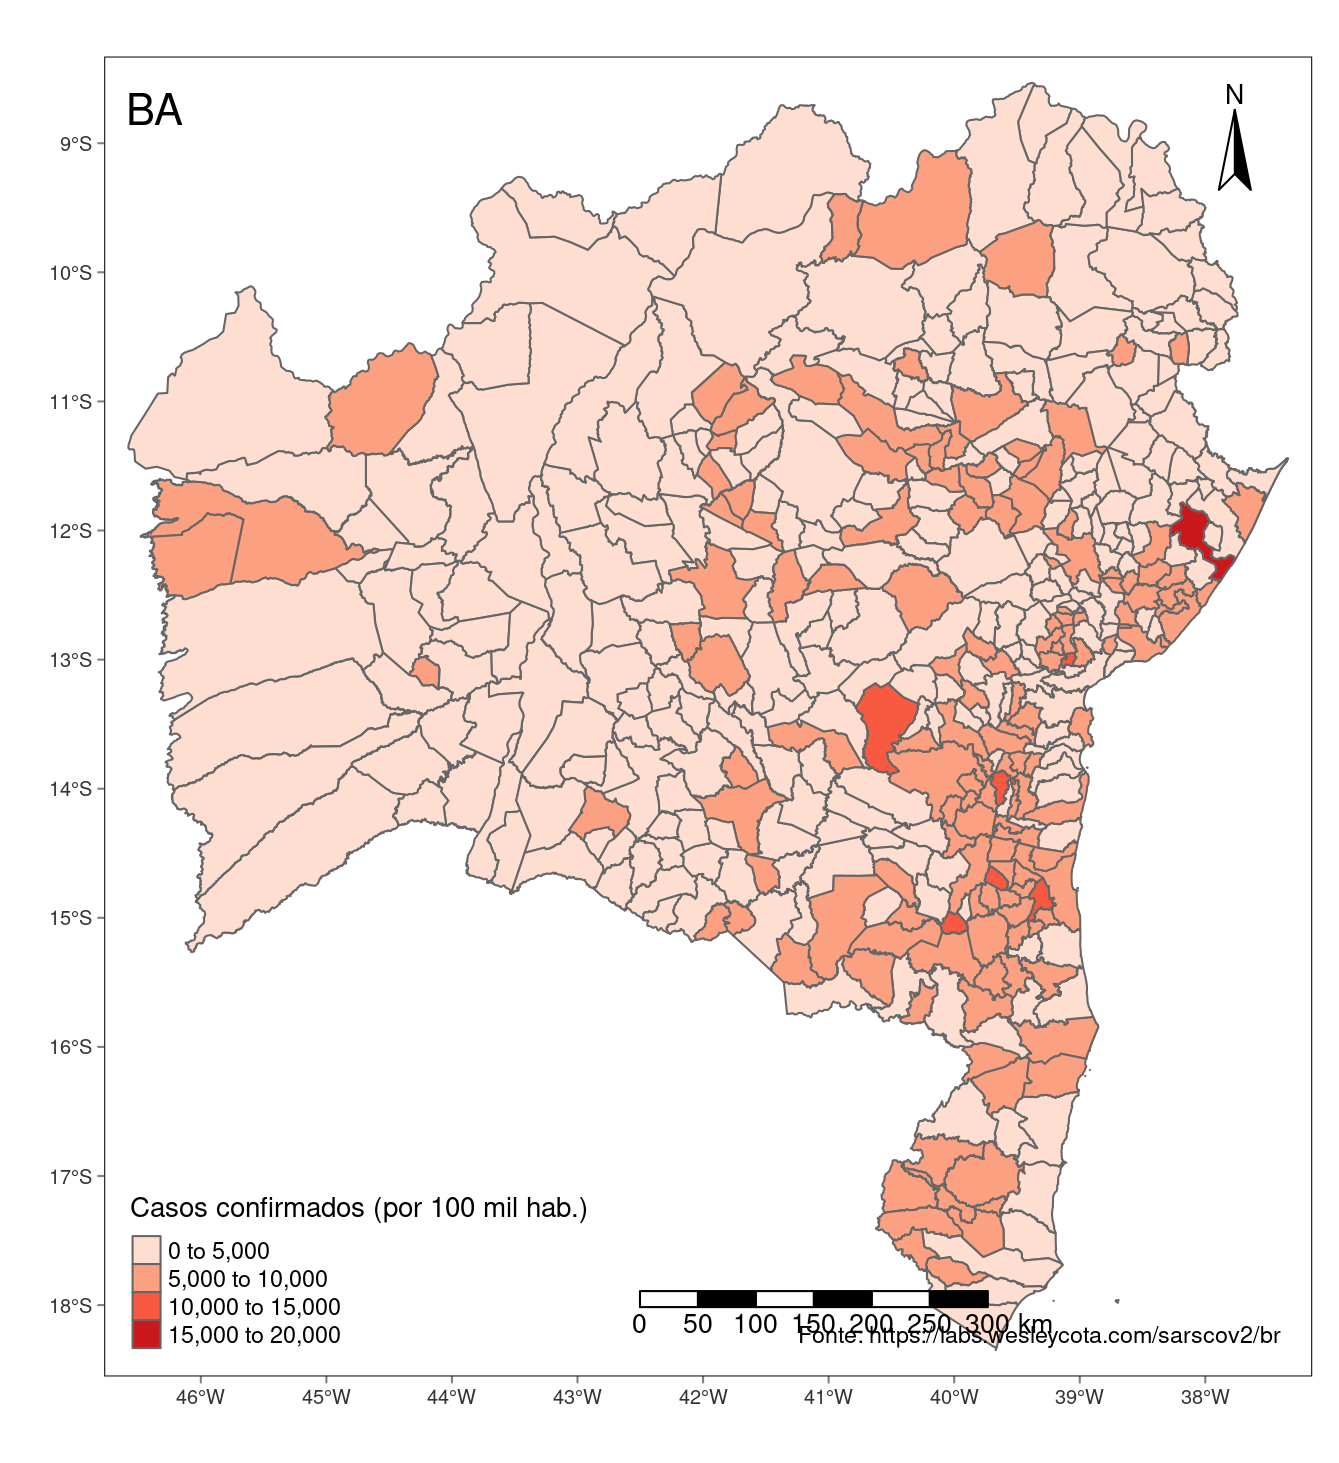 BA
N
9°S
10°S
11°S
12°S
13°S
14°S
15°S
16°S
17°S
18°S
Casos confirmados (por 100 mil hab.)
0 to 5,000
5,000 to 10,000
10,000 to 15,000
15,000 to 20,000
0 50 100 150 200 250 300 km
Fonte: https://labs.wesleycota.com/sarscov2/br
46°W 45°W 44°W 43°W 42°W 41°W 40°W 39°W 38°W